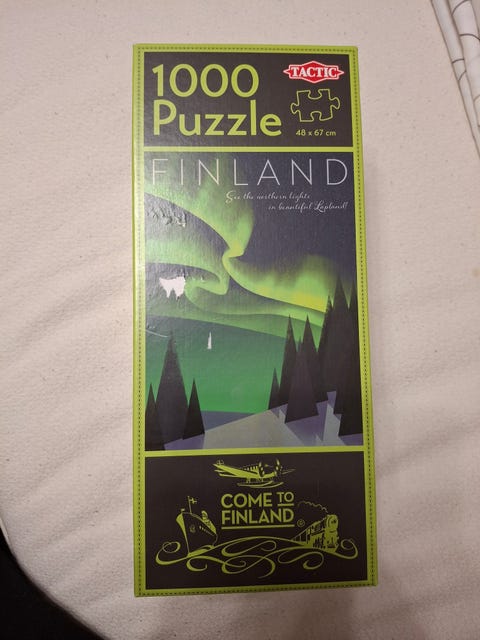 1000
Puzzle
TACTIC
48 x 67 cm
FINLAND
See the northern lights
in beautiful Lapland!
COME TO
FINLAND
®